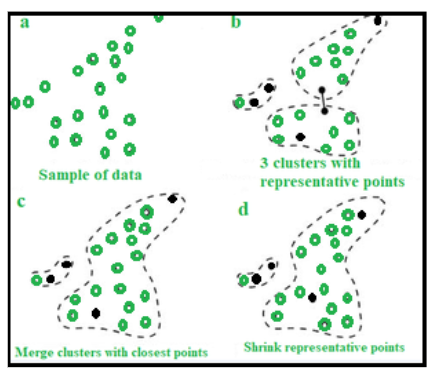 a
b
Sample of data
3 clusters with
representative points
c
d
Merge clusters with closest points
Shrink representative points